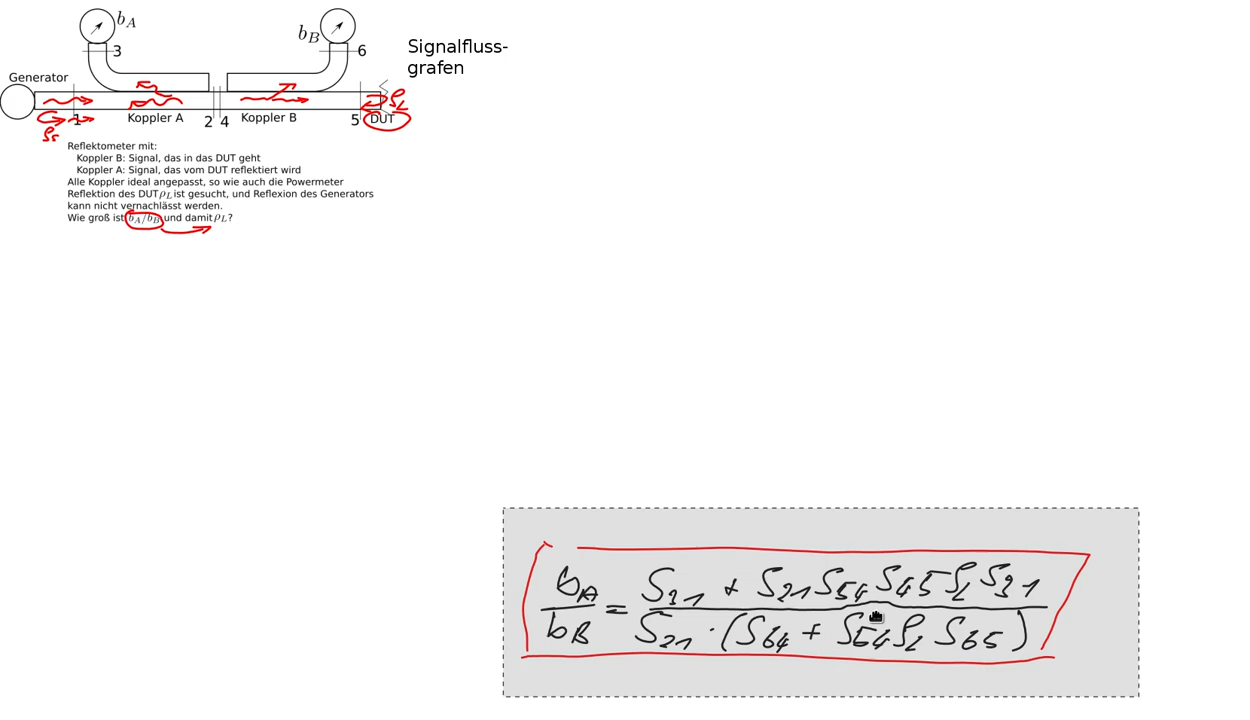 b_A
b_B
3
6
Signalfluss-
grafen
Generator
ρL
1
Koppler A
2
4
Koppler B
5
DUT
ρS
Reflektometer mit:
Koppler B: Signal, das in das DUT geht
Koppler A: Signal, das vom DUT reflektiert wird
Alle Koppler ideal angepasst, so wie auch die Powermeter
Reflektion des DUT ρ_L ist gesucht, und Reflexion des Generators
kann nicht vernachlässt werden.
Wie groß ist b_A/b_B und damit ρ_L?
b_A / b_B = S_31 + S_21 S_54 S_45 ρ_L S_31 / S_21 · (S_64 + S_54 ρ_L S_65)